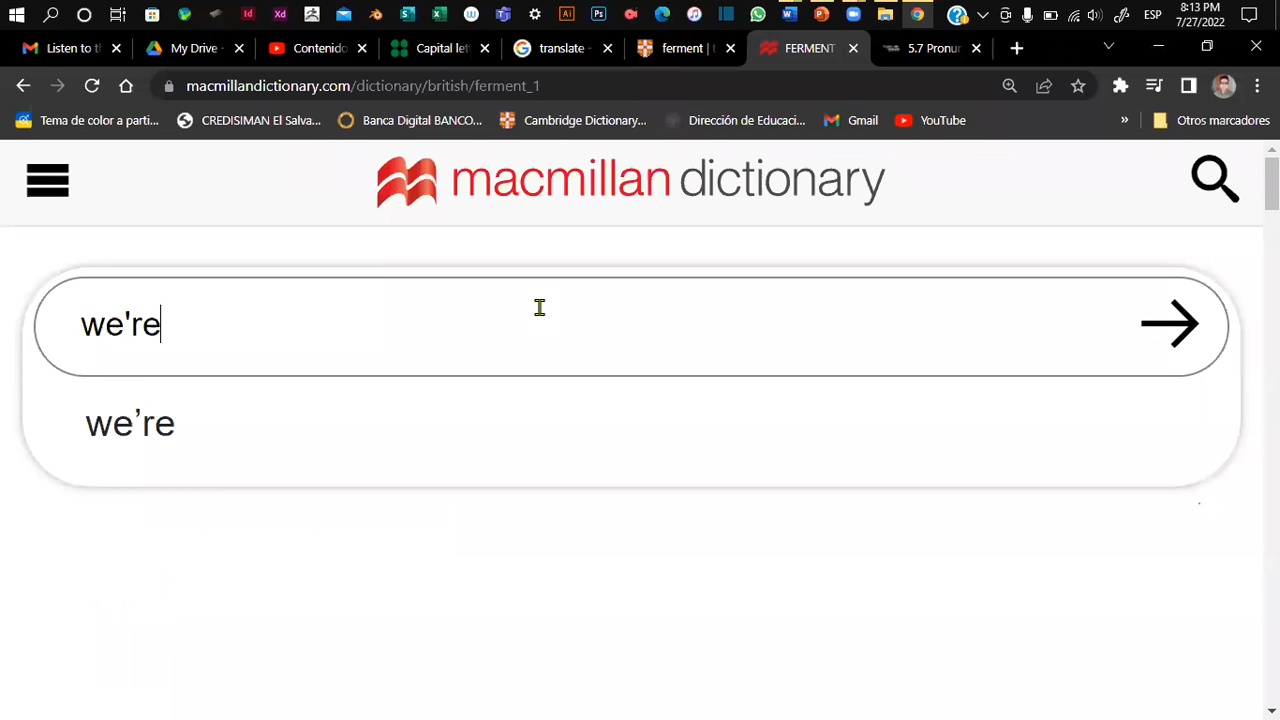 8:13 PM
ESP
7/27/2022
Listen to th
My Drive -
Contenido
Capital let
translate -
ferment | t
FERMENT
5.7 Pronur
macmillandictionary.com/dictionary/british/ferment_1
Tema de color a parti...
CREDISIMAN El Salva...
Banca Digital BANCO...
Cambridge Dictionary...
Dirección de Educaci...
Gmail
YouTube
»
Otros marcadores
macmillan dictionary
we're
we’re